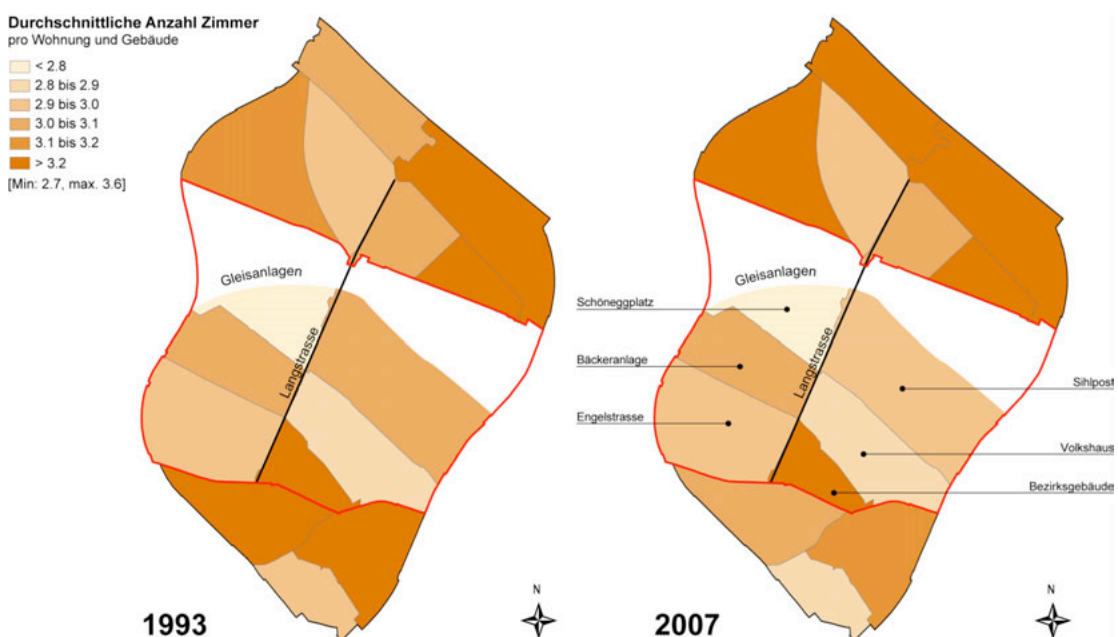 Durchschnittliche Anzahl Zimmer
pro Wohnung und Gebäude
< 2.8
2.8 bis 2.9
2.9 bis 3.0
3.0 bis 3.1
3.1 bis 3.2
> 3.2
[Min: 2.7, max. 3.6]
Gleisanlagen
Langstrasse
N
1993
Gleisanlagen
Schöneggplatz
Langstrasse
Bäckeranlage
Sihlpost
Engelstrasse
Volkshaus
Bezirksgebäude
N
2007